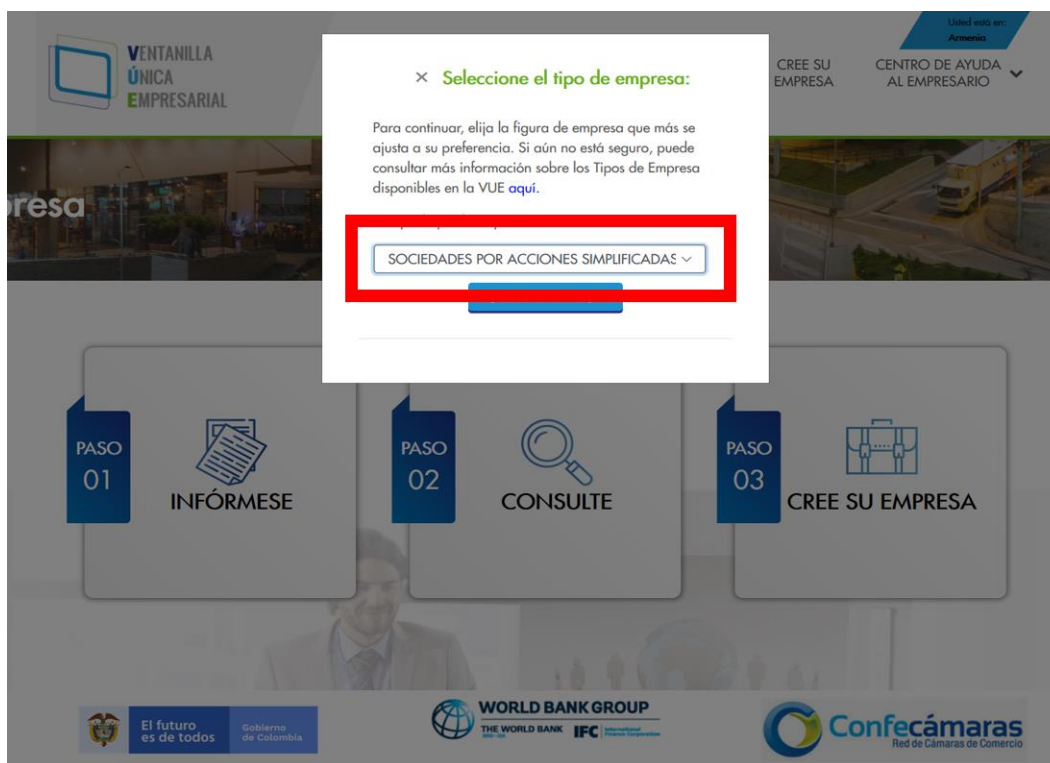 Usted está en:
Armenia
VENTANILLA
ÚNICA
EMPRESARIAL
CREE SU
EMPRESA
CENTRO DE AYUDA
AL EMPRESARIO
× Seleccione el tipo de empresa:
Para continuar, elija la figura de empresa que más se
ajusta a su preferencia. Si aún no está seguro, puede
consultar más información sobre los Tipos de Empresa
disponibles en la VUE aquí.
resa
SOCIEDADES POR ACCIONES SIMPLIFICADAS
PASO
01
INFÓRMESE
PASO
02
CONSULTE
PASO
03
CREE SU EMPRESA
El futuro
es de todos
Gobierno
de Colombia
WORLD BANK GROUP
THE WORLD BANK
IFC
International
Finance Corporation
Confecámaras
Red de Cámaras de Comercio